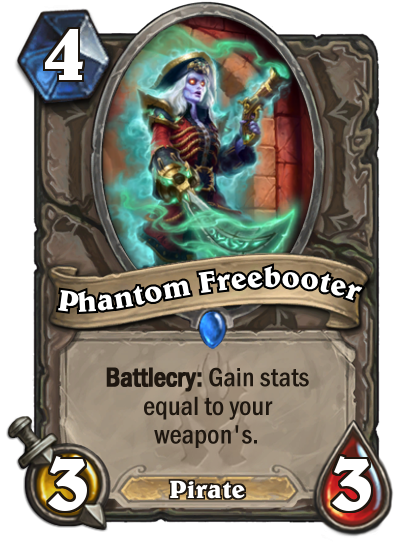 4
Phantom Freebooter
Battlecry: Gain stats
equal to your
weapon's.
3
Pirate
3